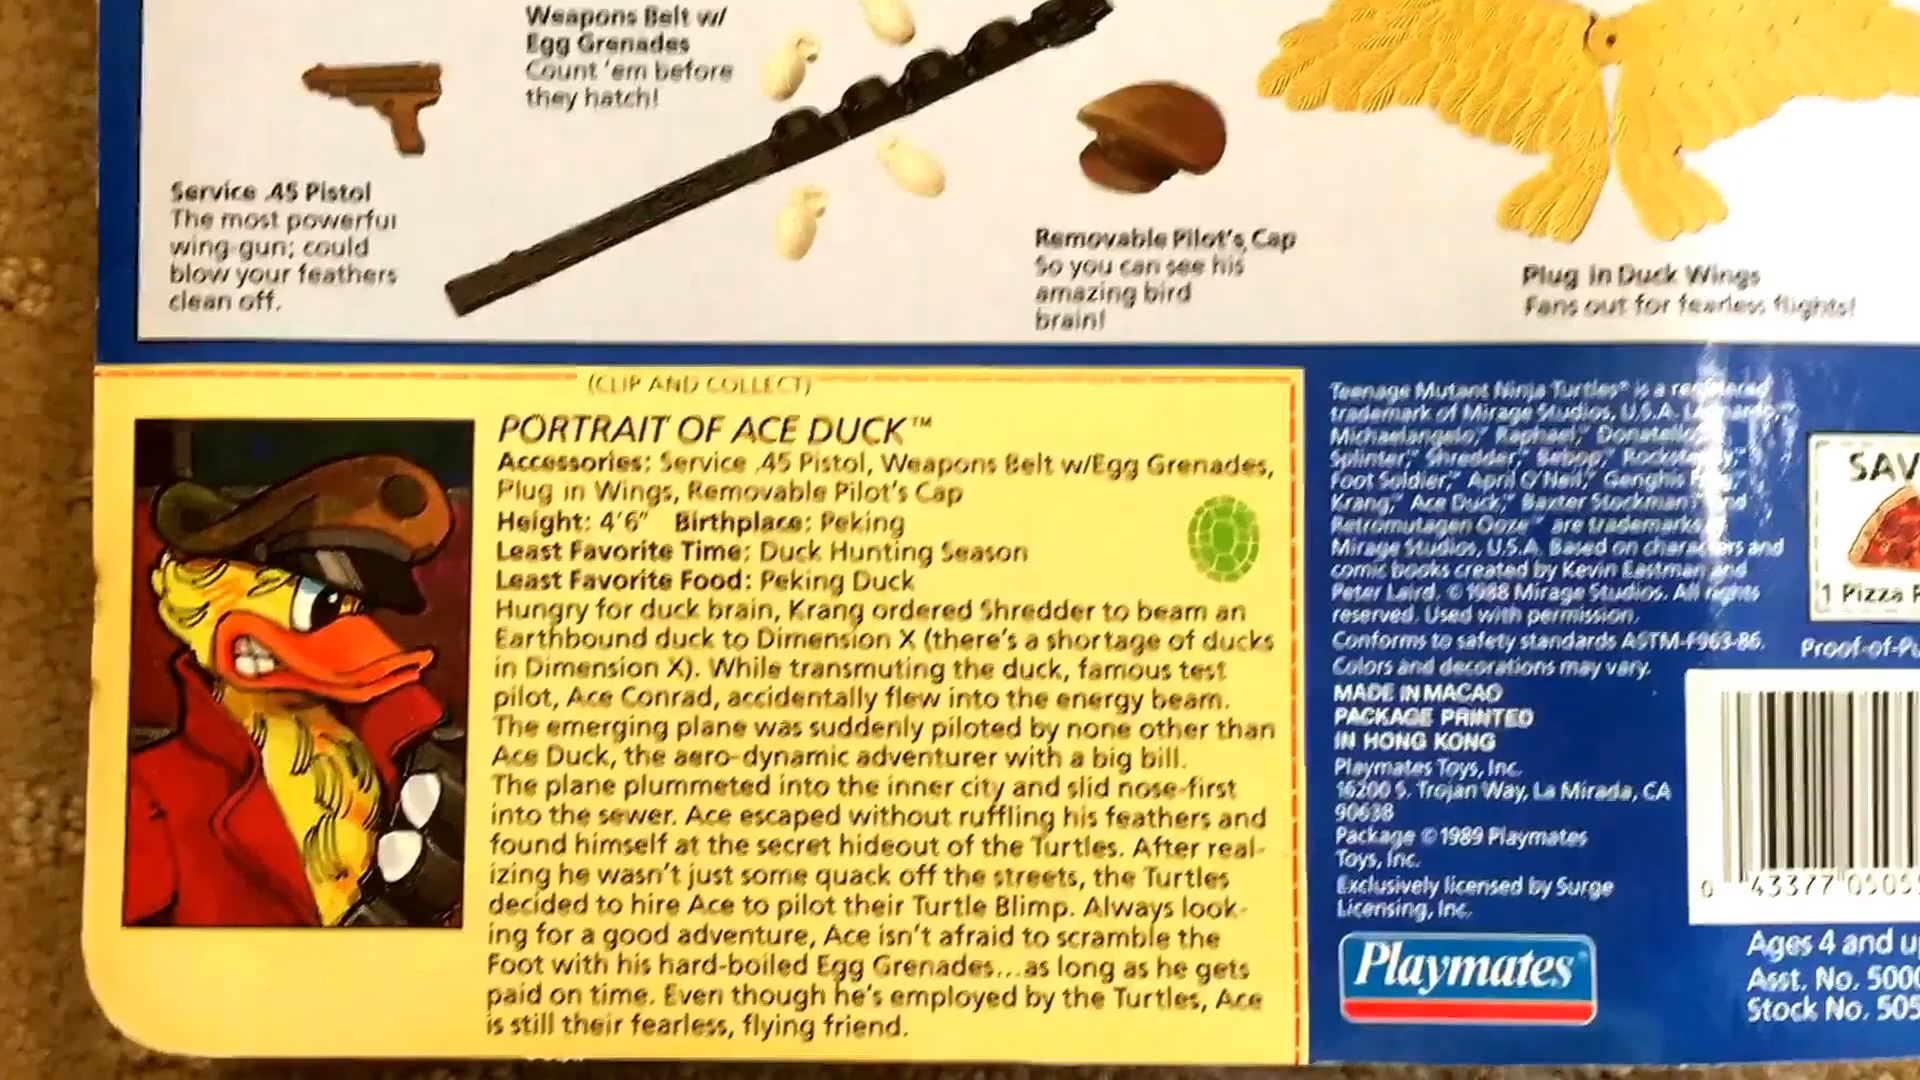 Weapons Belt w/
Egg Grenades
Count 'em before
they hatch!
Service .45 Pistol
The most powerful
wing-gun; could
blow your feathers
clean off.
Removable Pilot's Cap
So you can see his
amazing bird
brain!
Plug in Duck Wings
Fans out for fearless flights!
(CLIP AND COLLECT)
PORTRAIT OF ACE DUCK™
Accessories: Service .45 Pistol, Weapons Belt w/Egg Grenades,
Plug in Wings, Removable Pilot's Cap
Height: 4'6" Birthplace: Peking
Least Favorite Time: Duck Hunting Season
Least Favorite Food: Peking Duck
Hungry for duck brain, Krang ordered Shredder to beam an
Earthbound duck to Dimension X (there's a shortage of ducks
in Dimension X). While transmuting the duck, famous test
pilot, Ace Conrad, accidentally flew into the energy beam.
The emerging plane was suddenly piloted by none other than
Ace Duck, the aero-dynamic adventurer with a big bill.
The plane plummeted into the inner city and slid nose-first
into the sewer. Ace escaped without ruffling his feathers and
found himself at the secret hideout of the Turtles. After real-
izing he wasn't just some quack off the streets, the Turtles
decided to hire Ace to pilot their Turtle Blimp. Always look-
ing for a good adventure, Ace isn't afraid to scramble the
Foot with his hard-boiled Egg Grenades...as long as he gets
paid on time. Even though he's employed by the Turtles, Ace
is still their fearless, flying friend.
Teenage Mutant Ninja Turtles® is a registered
trademark of Mirage Studios, U.S.A. Leonardo,™
Michaelangelo,™ Raphael,™ Donatello,™
Splinter,™ Shredder,™ Bebop,™ Rocksteady,™
Foot Soldier,™ April O'Neil,™ Genghis
Krang,™ Ace Duck,™ Baxter Stockman™ and
Retromutagen Ooze™ are trademarks
Mirage Studios, U.S.A. Based on characters and
comic books created by Kevin Eastman and
Peter Laird. © 1988 Mirage Studios. All rights
reserved. Used with permission.
Conforms to safety standards ASTM-F963-86.
Colors and decorations may vary.
MADE IN MACAO
PACKAGE PRINTED
IN HONG KONG
Playmates Toys, Inc.
16200 S. Trojan Way, La Mirada, CA
90638
Package © 1989 Playmates
Toys, Inc.
Exclusively licensed by Surge
Licensing, Inc.
Playmates
SAV
1 Pizza P
Proof-of-Pu
0 43377 0505
Ages 4 and u
Asst. No. 5000
Stock No. 505